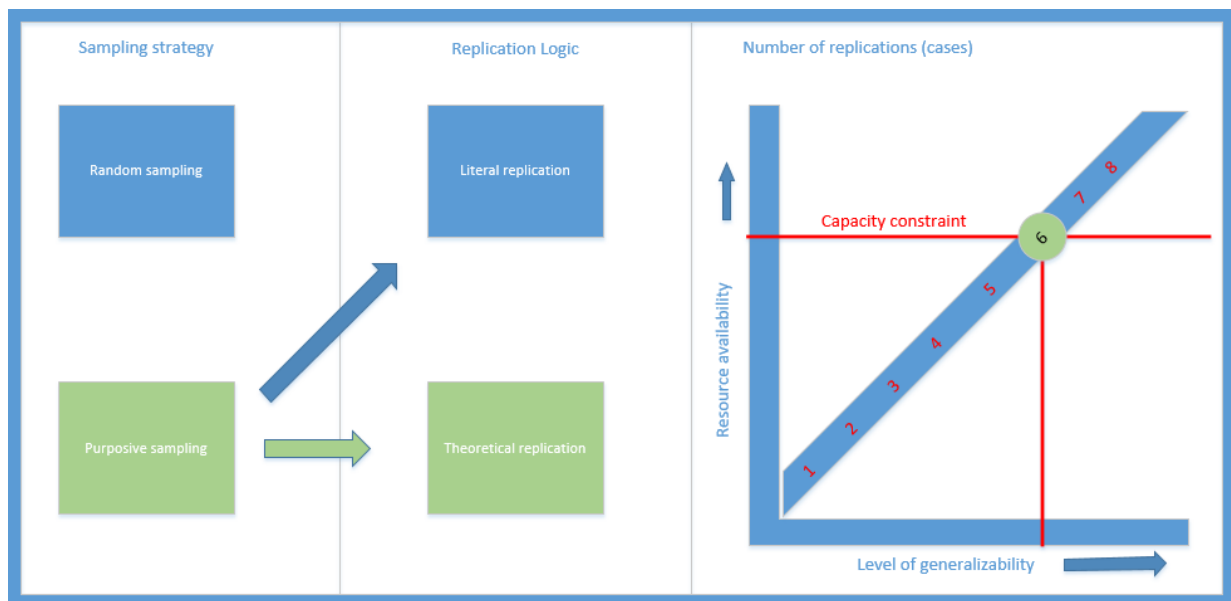 Sampling strategy
Replication Logic
Number of replications (cases)
Random sampling
Literal replication
Purposive sampling
Theoretical replication
Capacity constraint
Resource availability
1
2
3
4
5
6
7
8
Level of generalizability